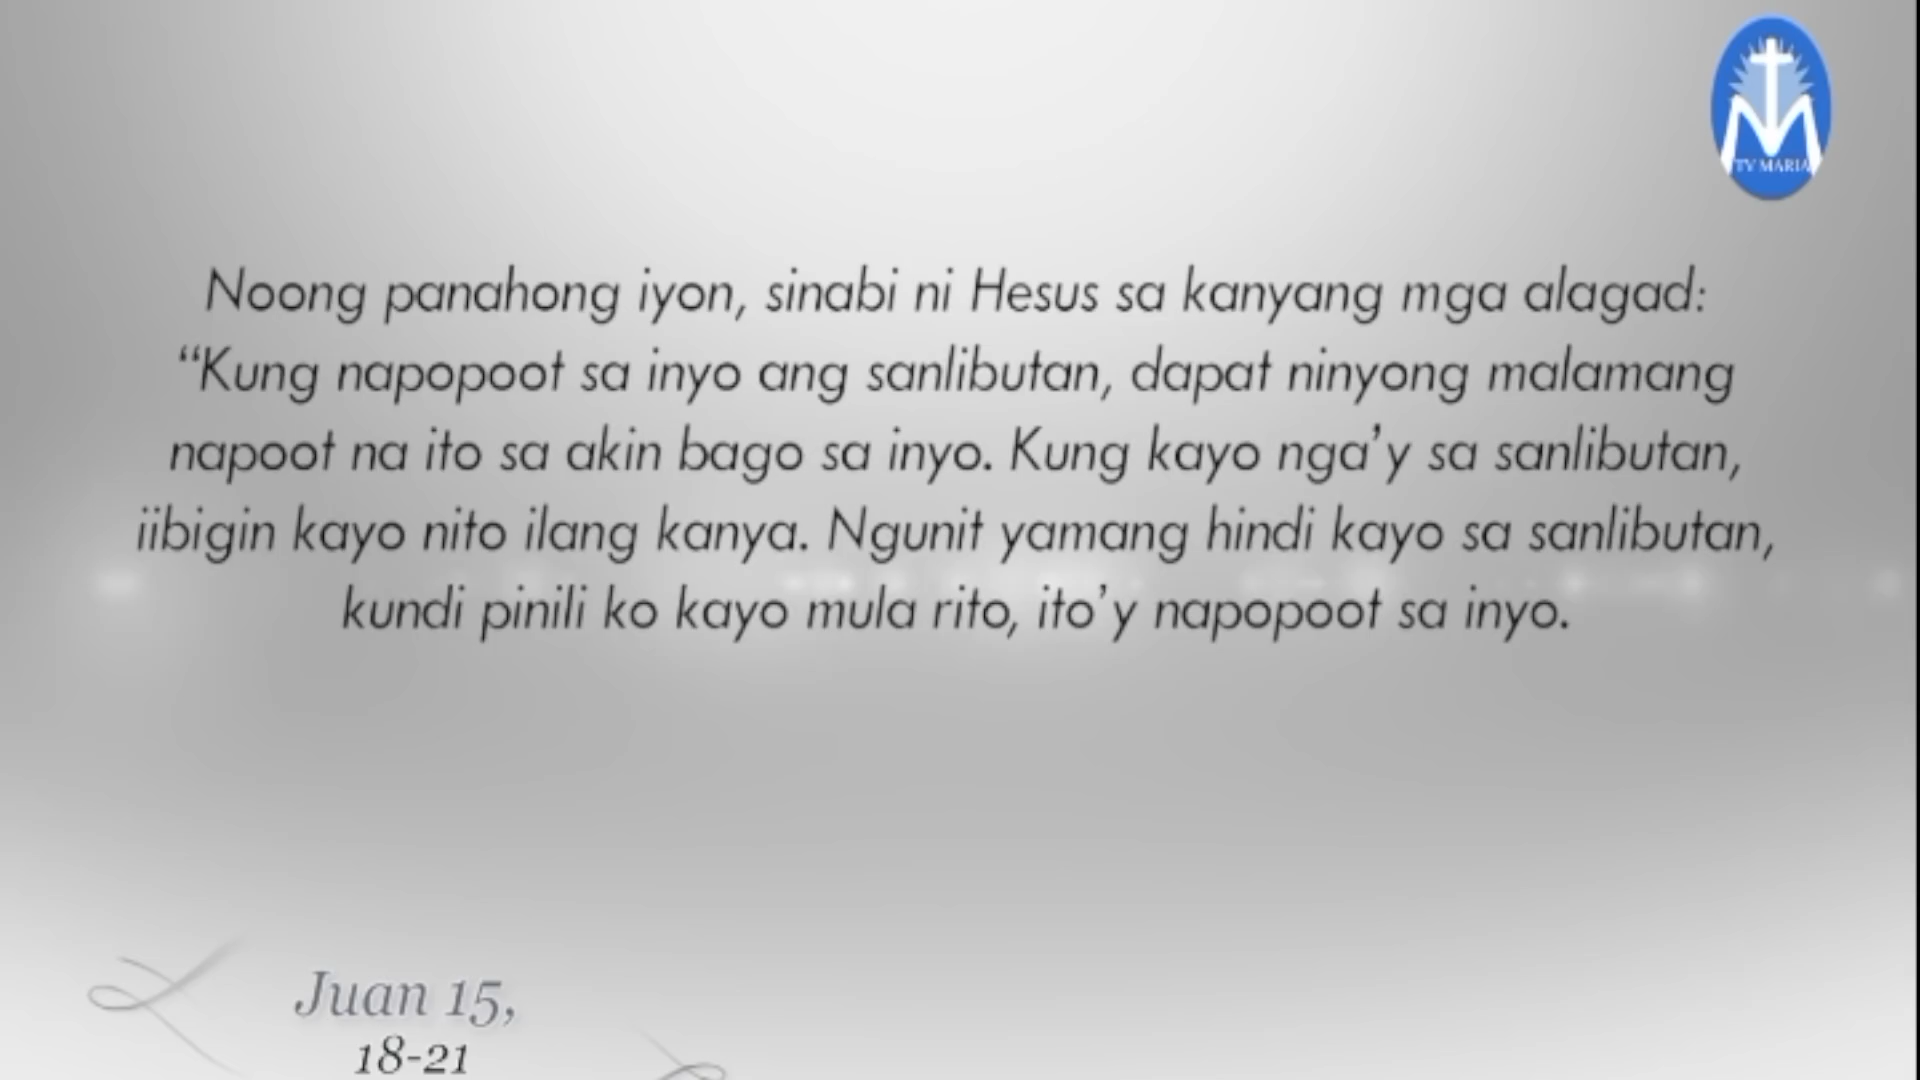 TV MARIA
Noong panahong iyon, sinabi ni Hesus sa kanyang mga alagad:
“Kung napopoot sa inyo ang sanlibutan, dapat ninyong malamang
napoot na ito sa akin bago sa inyo. Kung kayo nga’y sa sanlibutan,
iibigin kayo nito ilang kanya. Ngunit yamang hindi kayo sa sanlibutan,
kundi pinili ko kayo mula rito, ito’y napopoot sa inyo.
Juan 15,
18-21